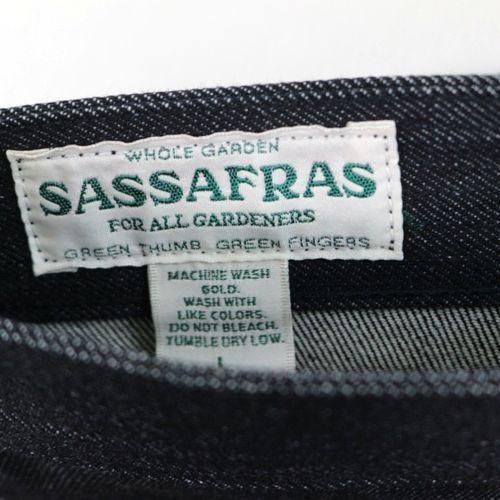 WHOLE GARDEN
SASSAFRAS
FOR ALL GARDENERS
GREEN THUMB. GREEN FINGERS
MACHINE WASH
GOLD.
WASH WITH
LIKE COLORS.
DO NOT BLEACH.
TUMBLE DRY LOW.